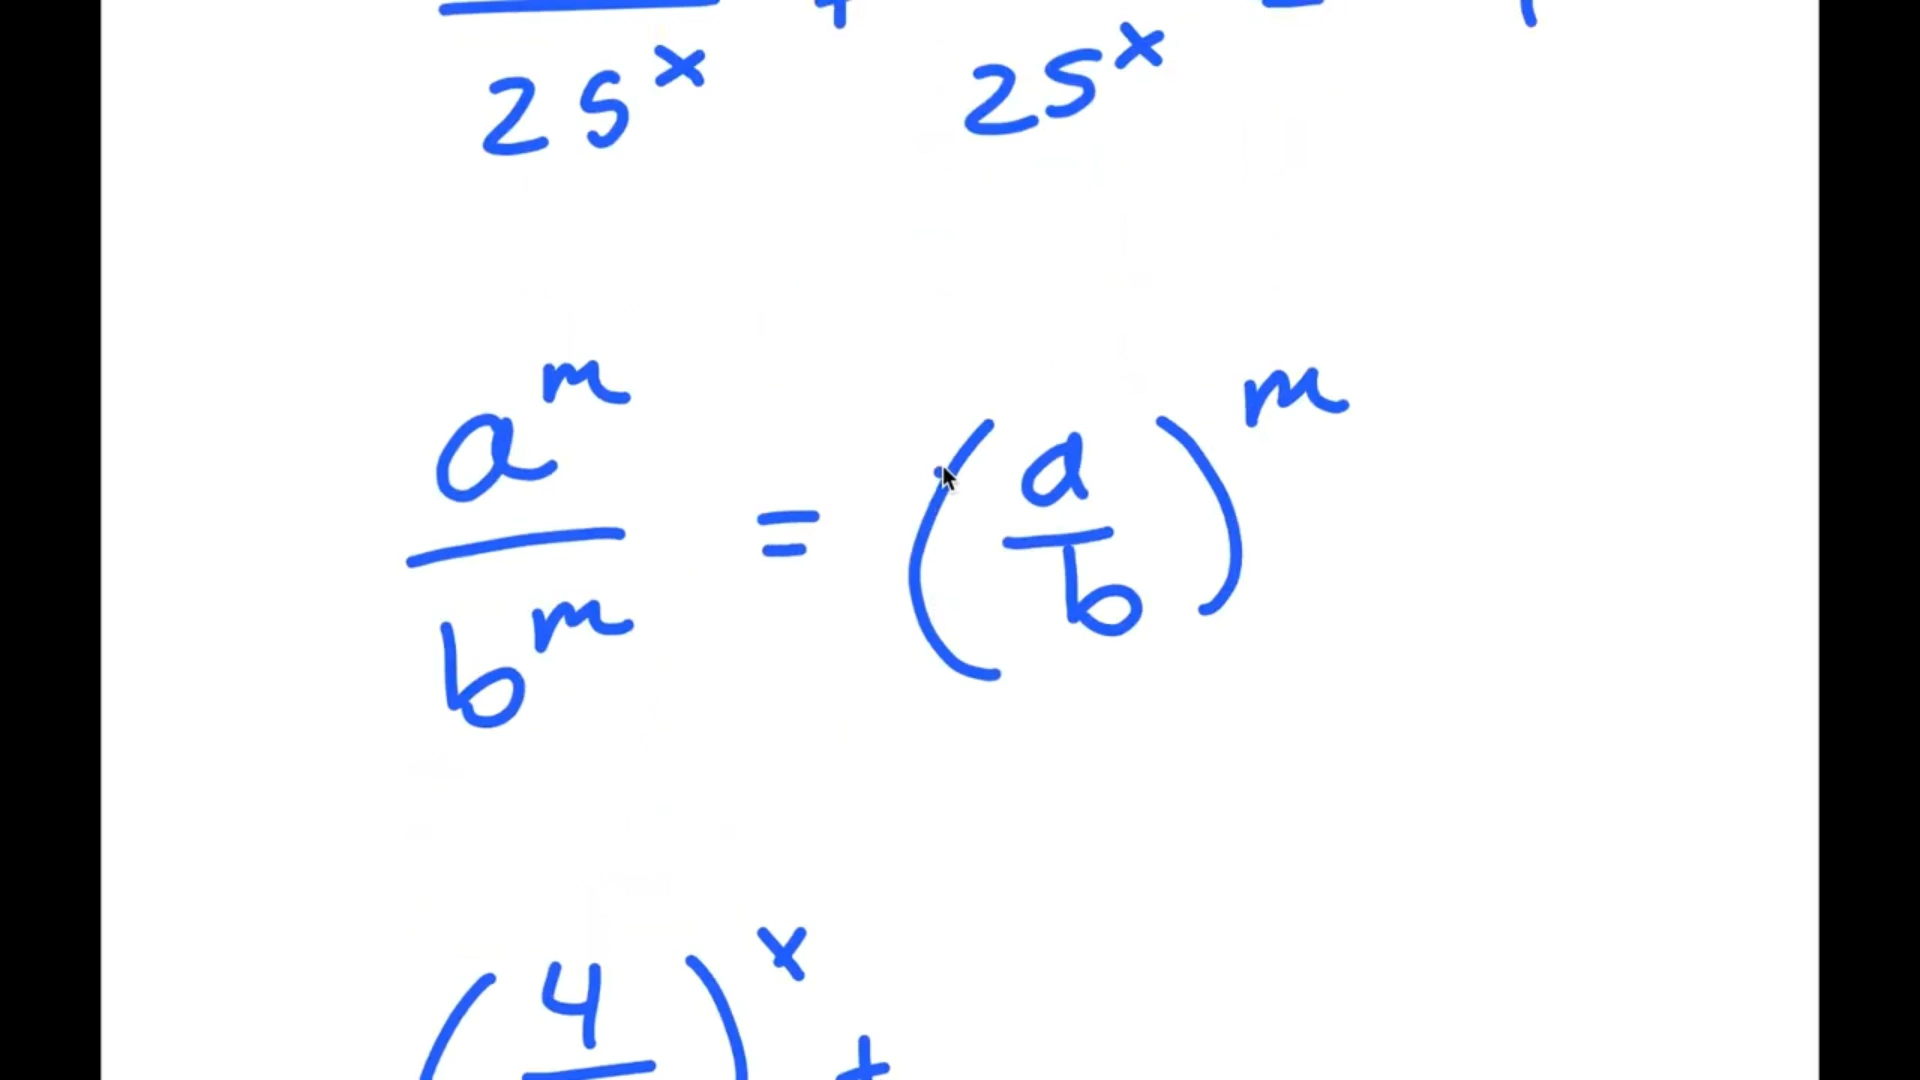 25^x + 25^x =
a^m / b^m = (a/b)^m
(4/ )^x +